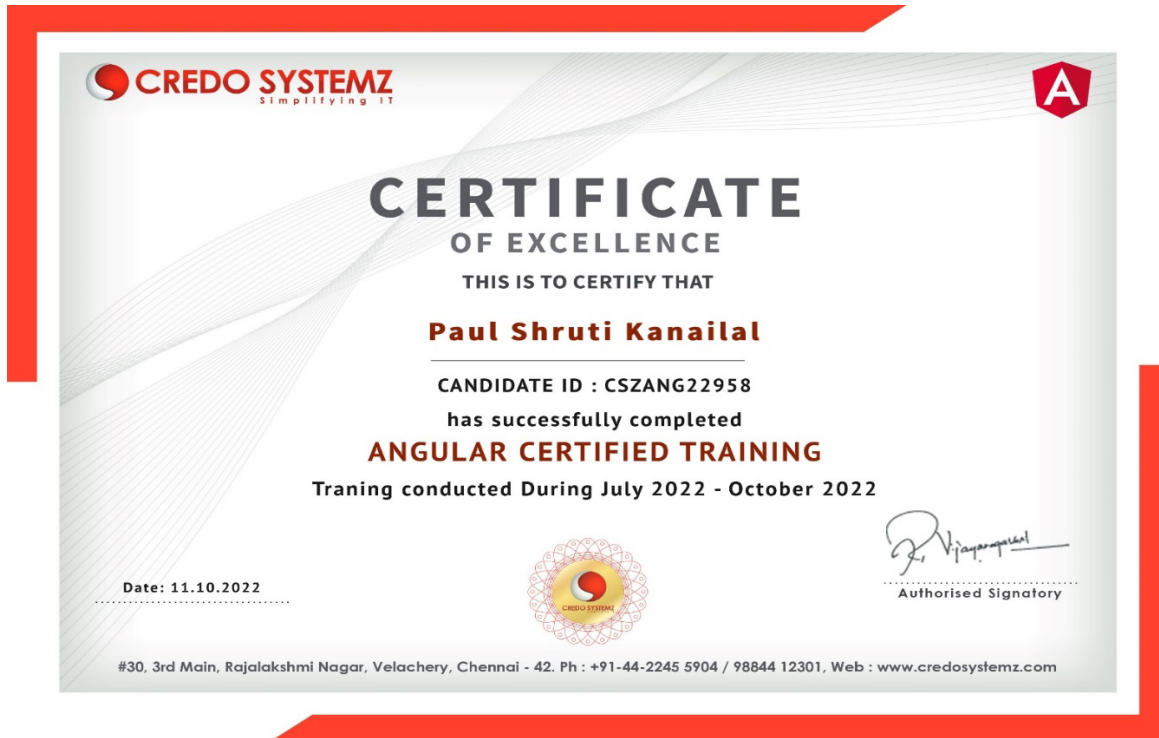 CREDO SYSTEMZ
Simplifying IT
A
CERTIFICATE
OF EXCELLENCE
THIS IS TO CERTIFY THAT
Paul Shruti Kanailal
CANDIDATE ID : CSZANG22958
has successfully completed
ANGULAR CERTIFIED TRAINING
Traning conducted During July 2022 - October 2022
R. Vijayaragavan
Date: 11.10.2022
CREDO SYSTEMZ
Authorised Signatory
#30, 3rd Main, Rajalakshmi Nagar, Velachery, Chennai - 42. Ph : +91-44-2245 5904 / 98844 12301, Web : www.credosystemz.com